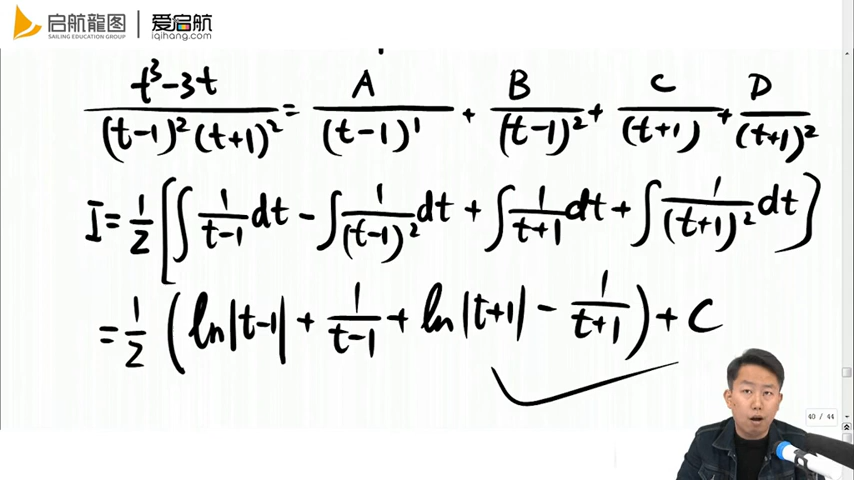 启航龍图 爱启航
SAILING EDUCATION GROUP iqihang.com
t³-3t / (t-1)²(t+1)² = A / (t-1)¹ + B / (t-1)² + C / (t+1) + D / (t+1)²
I = 1/2 [∫ 1/(t-1) dt - ∫ 1/(t-1)² dt + ∫ 1/(t+1) dt + ∫ 1/(t+1)² dt]
= 1/2 (ln|t-1| + 1/(t-1) + ln|t+1| - 1/(t+1)) + C
40 / 44